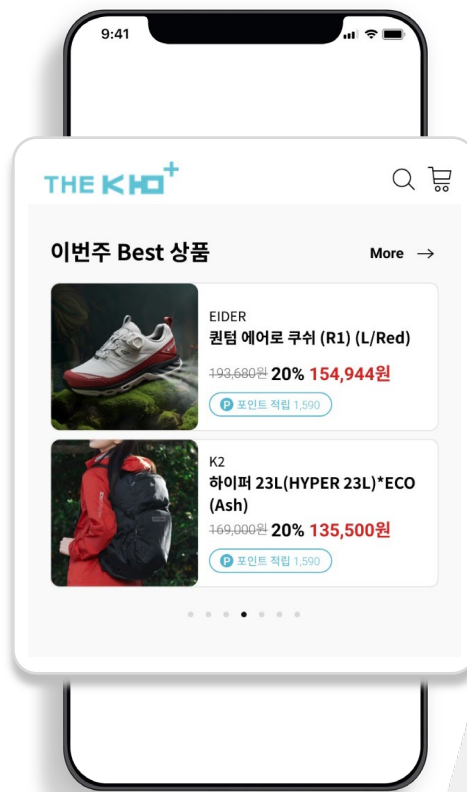 9:41
THE K汨+
이번주 Best 상품
More →
EIDER
퀀텀 에어로 쿠쉬 (R1) (L/Red)
193,680원 20% 154,944원
P 포인트 적립 1,590
K2
하이퍼 23L(HYPER 23L)*ECO
(Ash)
169,000원 20% 135,500원
P 포인트 적립 1,590